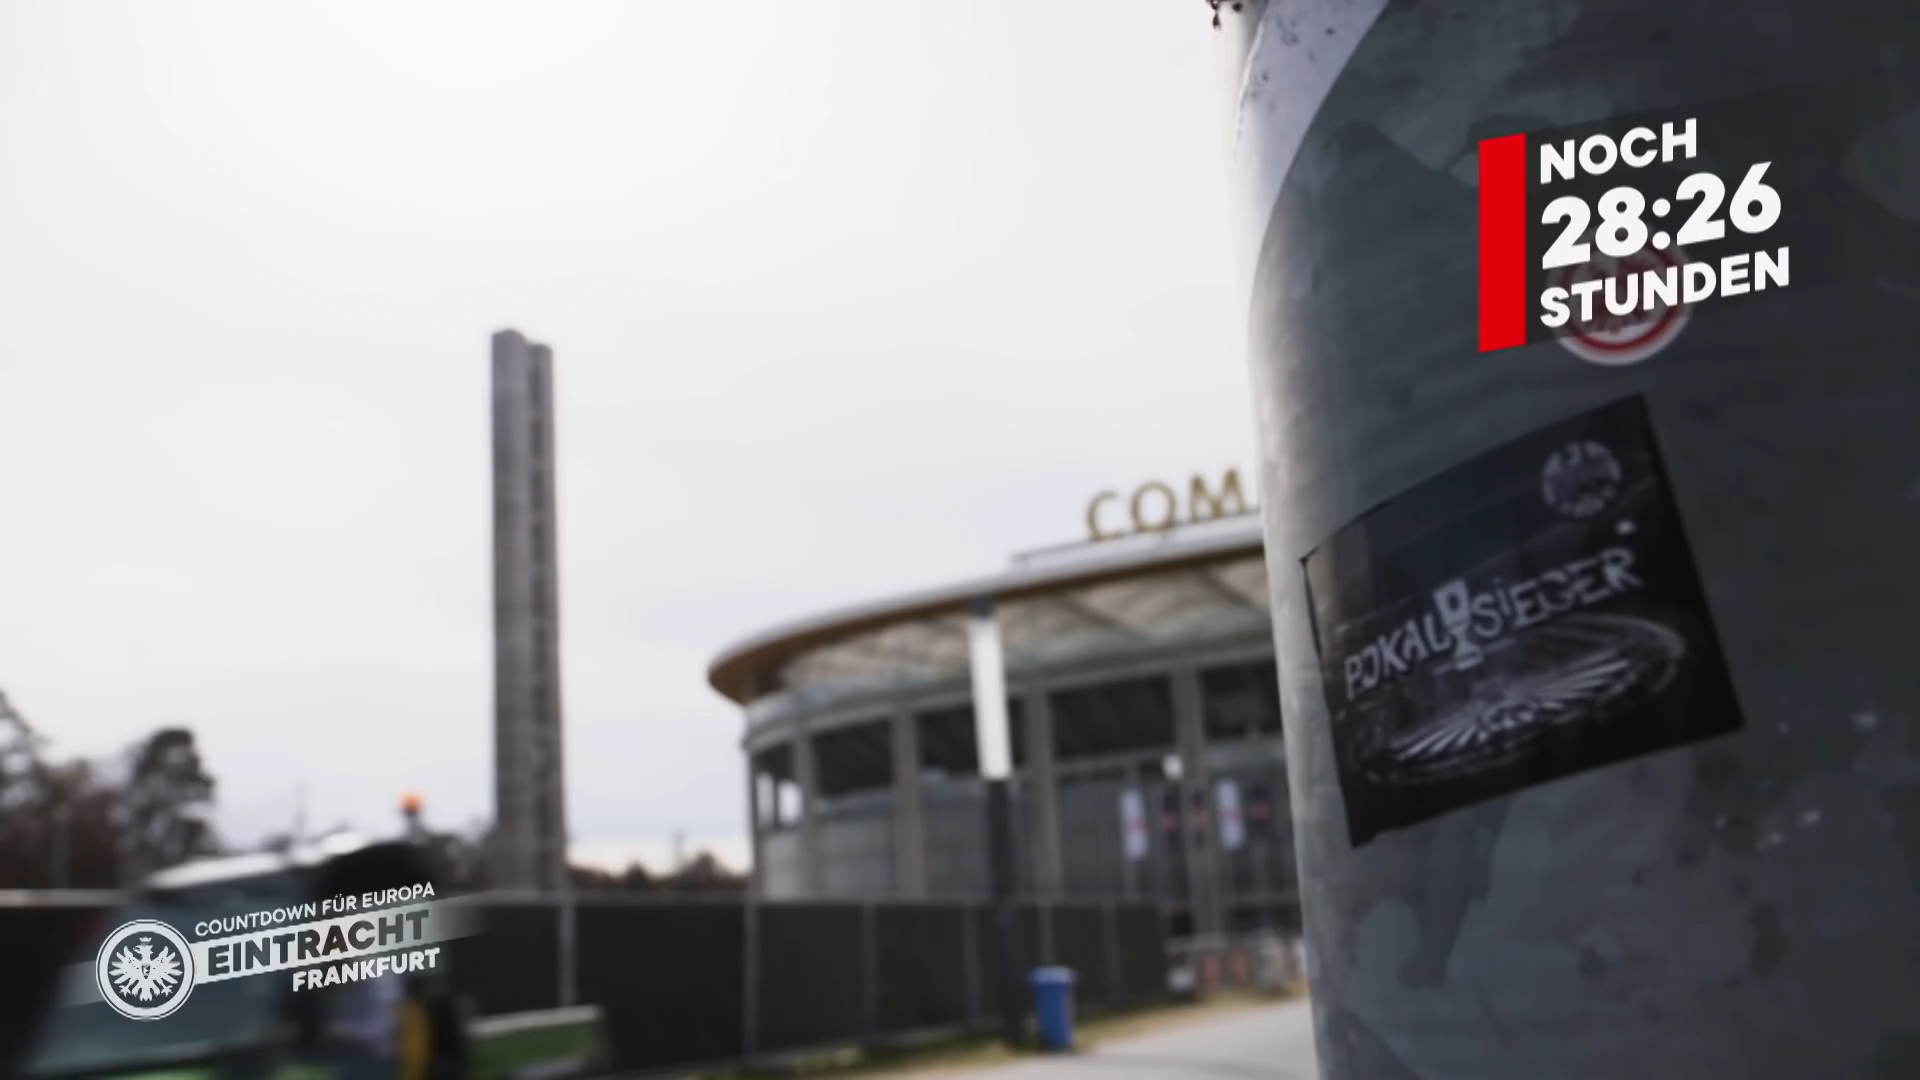 NOCH
28:26
STUNDEN
COM
POKALSIEGER
COUNTDOWN FÜR EUROPA
EINTRACHT
FRANKFURT